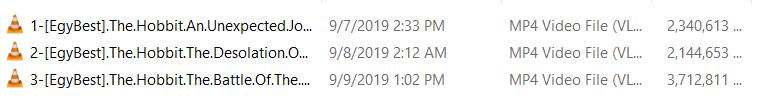 1-[EgyBest].The.Hobbit.An.Unexpected.Jo... 9/7/2019 2:33 PM MP4 Video File (VL... 2,340,613 ...
2-[EgyBest].The.Hobbit.The.Desolation.O... 9/8/2019 2:12 AM MP4 Video File (VL... 2,144,653 ...
3-[EgyBest].The.Hobbit.The.Battle.Of.The.... 9/9/2019 1:02 PM MP4 Video File (VL... 3,712,811 ...